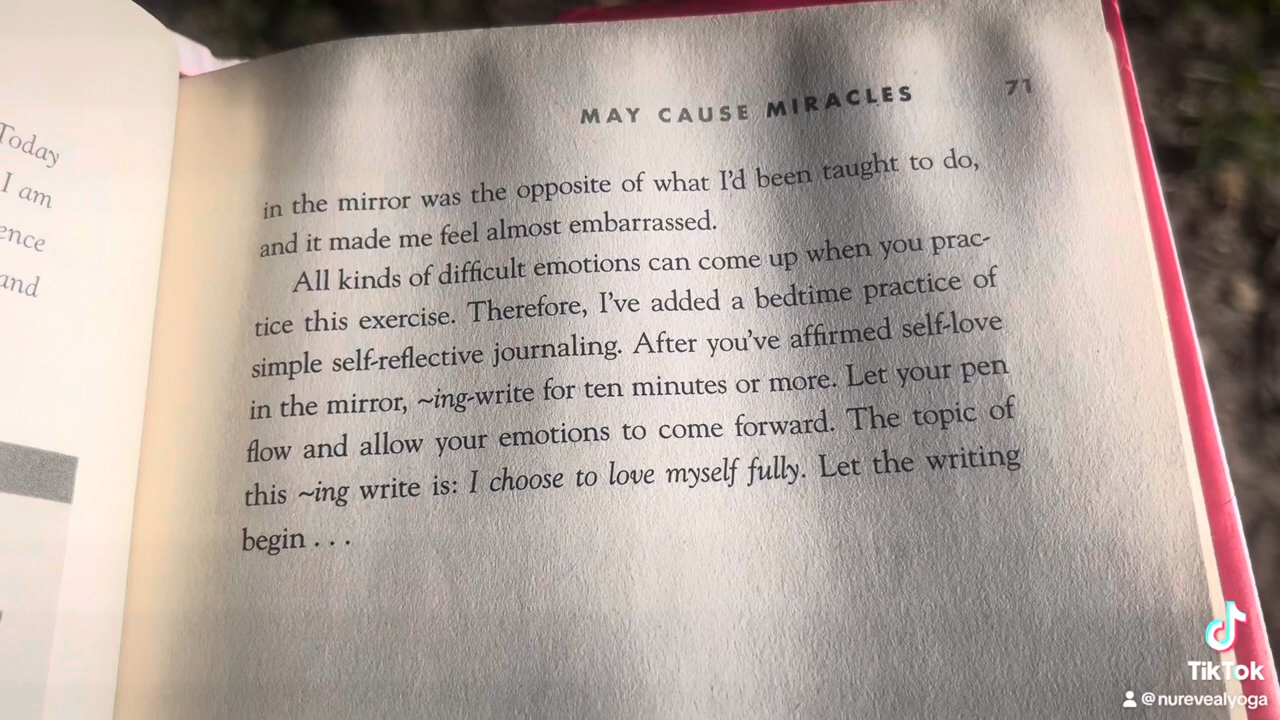 Today
I am
ence
and
MAY CAUSE MIRACLES 71
in the mirror was the opposite of what I'd been taught to do,
and it made me feel almost embarrassed.
All kinds of difficult emotions can come up when you prac-
tice this exercise. Therefore, I've added a bedtime practice of
simple self-reflective journaling. After you've affirmed self-love
in the mirror, ~ing-write for ten minutes or more. Let your pen
flow and allow your emotions to come forward. The topic of
this ~ing write is: I choose to love myself fully. Let the writing
begin . . .
TikTok
@nurevealyoga